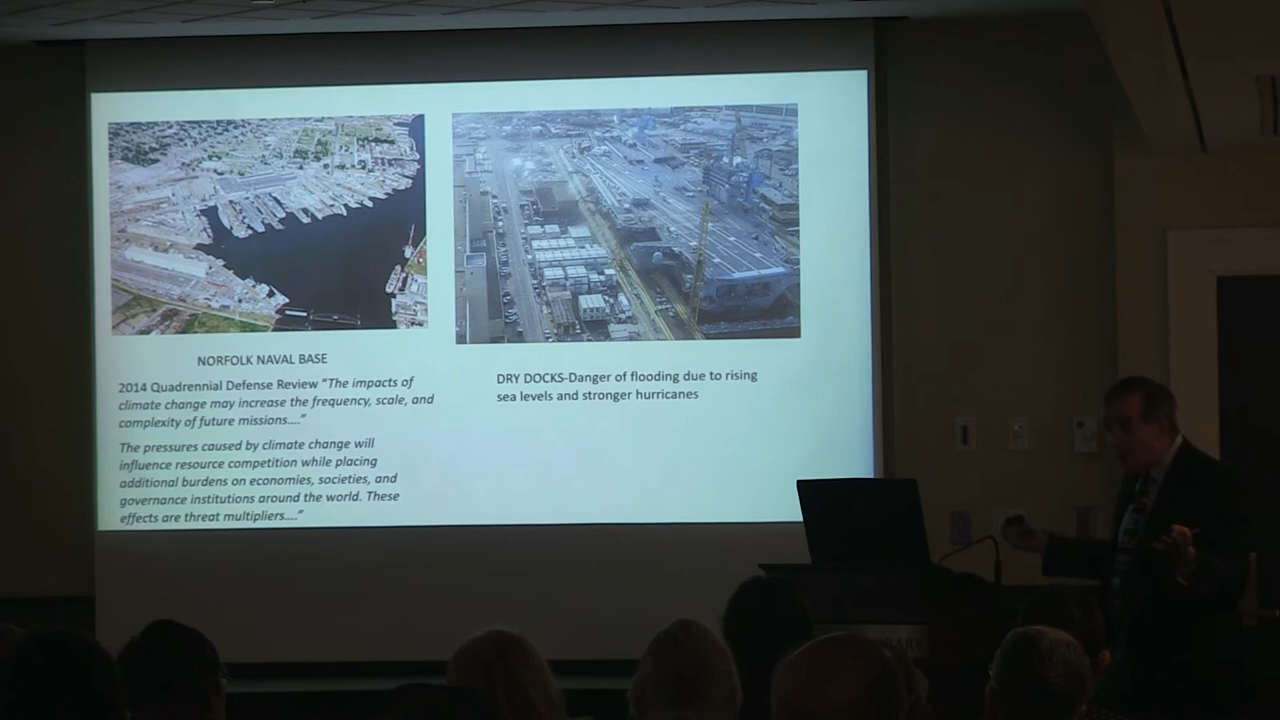 NORFOLK NAVAL BASE
2014 Quadrennial Defense Review "The impacts of
climate change may increase the frequency, scale, and
complexity of future missions...."
The pressures caused by climate change will
influence resource competition while placing
additional burdens on economies, societies, and
governance institutions around the world. These
effects are threat multipliers...."
DRY DOCKS-Danger of flooding due to rising
sea levels and stronger hurricanes